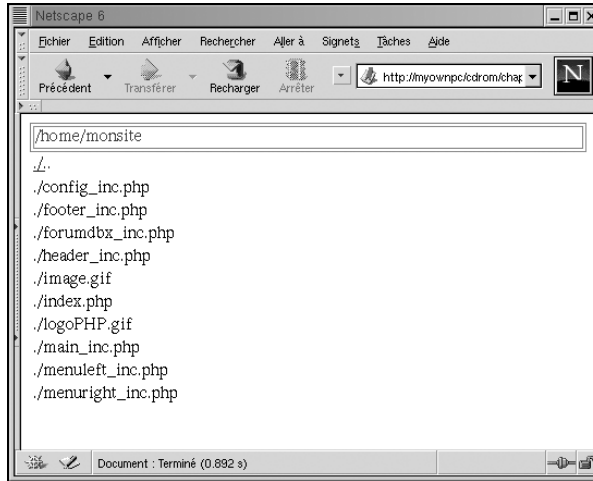 Netscape 6
Fichier Edition Afficher Rechercher Aller à Signets Tâches Aide
Précédent Transférer Recharger Arrêter http://myownpc/cdrom/chap N
/home/monsite
./..
./config_inc.php
./footer_inc.php
./forumdbx_inc.php
./header_inc.php
./image.gif
./index.php
./logoPHP.gif
./main_inc.php
./menuleft_inc.php
./menuright_inc.php
Document : Terminé (0.892 s)